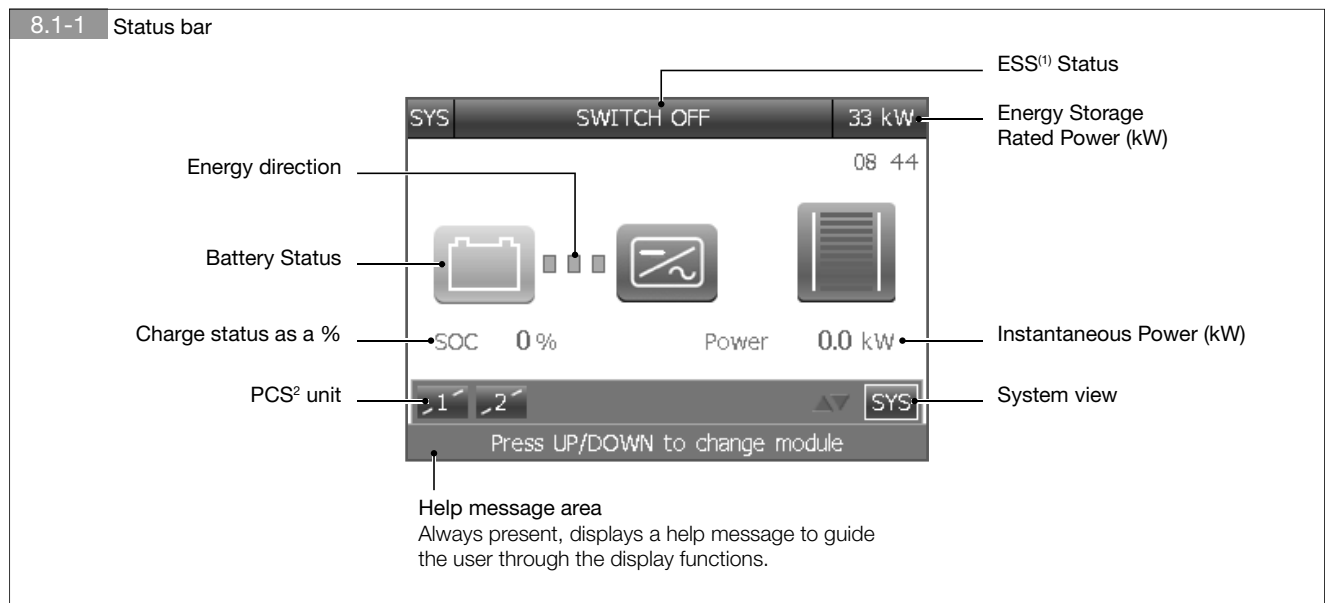 8.1-1 Status bar
ESS(1) Status
SYS SWITCH OFF 33 kW
Energy Storage
Rated Power (kW)
08 44
Energy direction
Battery Status
Charge status as a %
SOC 0 % Power 0.0 kW
Instantaneous Power (kW)
PCS2 unit
1 2 SYS
System view
Press UP/DOWN to change module
Help message area
Always present, displays a help message to guide
the user through the display functions.